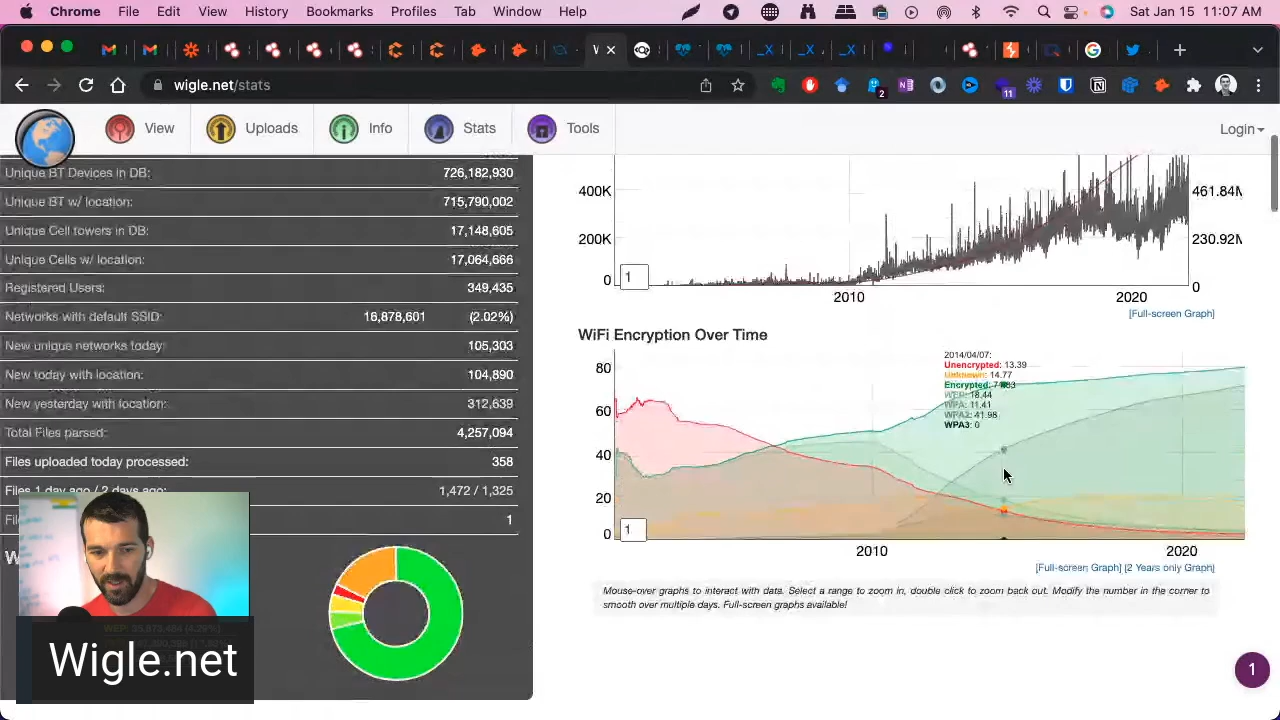 Chrome File Edit View History Bookmarks Profiles Tab Window Help Sat Jan 15 11:07 AM
wigle.net/stats
2
11
View Uploads Info Stats Tools Login
Unique BT Devices in DB: 726,182,930
Unique BT w/ location: 715,790,002
Unique Cell towers in DB: 17,148,605
Unique Cells w/ location: 17,064,666
Registered Users: 349,435
Networks with default SSID: 16,878,601 (2.02%)
New unique networks today: 105,303
New today with location: 104,890
New yesterday with location: 312,639
Total Files parsed: 4,257,094
Files uploaded today processed: 358
Files 1 day ago / 2 days ago: 1,472 / 1,325
1
400K
200K
0
1
461.84M
230.92M
0
2010 2020
[Full-screen Graph]
WiFi Encryption Over Time
80
60
40
20
0
1
2014/04/07:
Unencrypted: 13.39
Unknown: 14.77
Encrypted:
WEP: 18.44
WPA: 11.41
WPA2: 41.98
WPA3: 0
2010 2020
[Full-screen Graph] [2 Years only Graph]
Mouse-over graphs to interact with data. Select a range to zoom in, double click to zoom back out. Modify the number in the corner to
smooth over multiple days. Full-screen graphs available!
Wigle.net
1